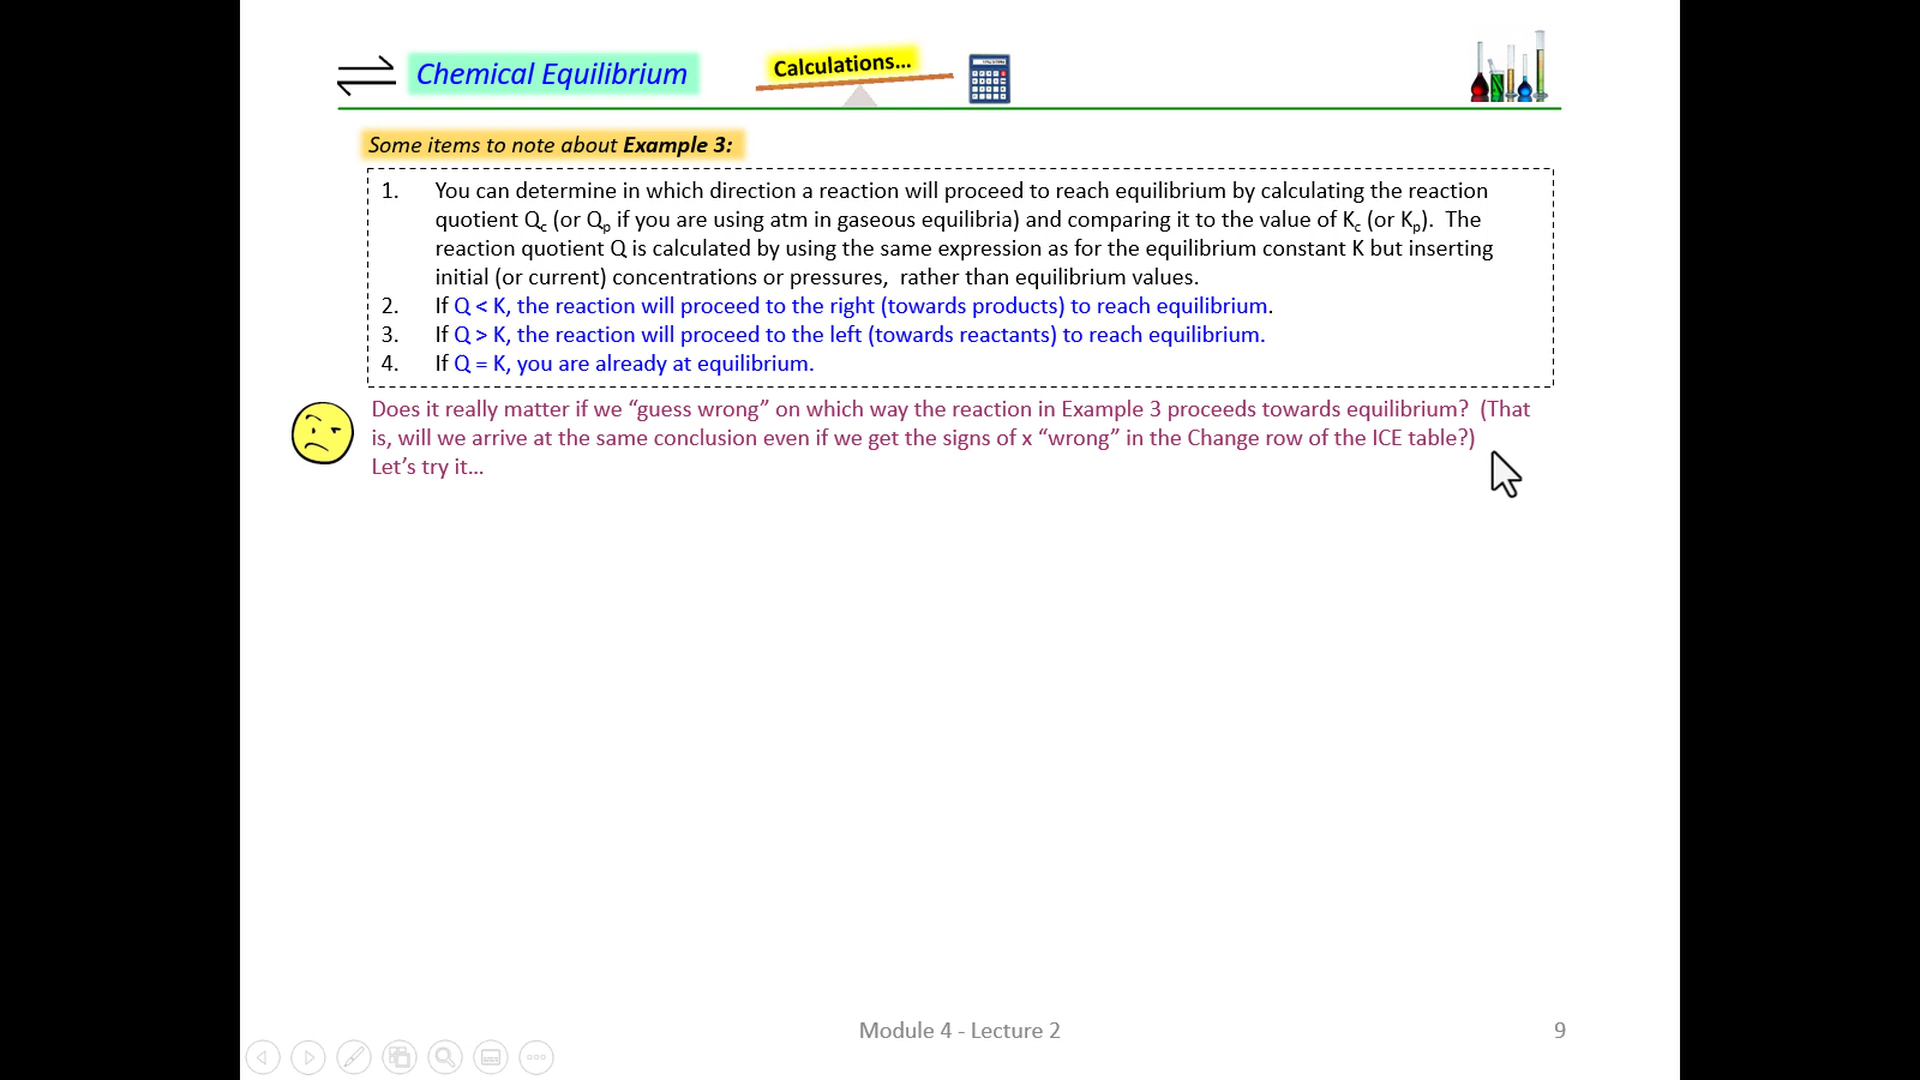 Chemical Equilibrium
Calculations...
Some items to note about Example 3:
1. You can determine in which direction a reaction will proceed to reach equilibrium by calculating the reaction
quotient Qc (or Qp if you are using atm in gaseous equilibria) and comparing it to the value of Kc (or Kp). The
reaction quotient Q is calculated by using the same expression as for the equilibrium constant K but inserting
initial (or current) concentrations or pressures, rather than equilibrium values.
2. If Q < K, the reaction will proceed to the right (towards products) to reach equilibrium.
3. If Q > K, the reaction will proceed to the left (towards reactants) to reach equilibrium.
4. If Q = K, you are already at equilibrium.
Does it really matter if we “guess wrong” on which way the reaction in Example 3 proceeds towards equilibrium? (That
is, will we arrive at the same conclusion even if we get the signs of x “wrong” in the Change row of the ICE table?)
Let’s try it...
Module 4 - Lecture 2
9